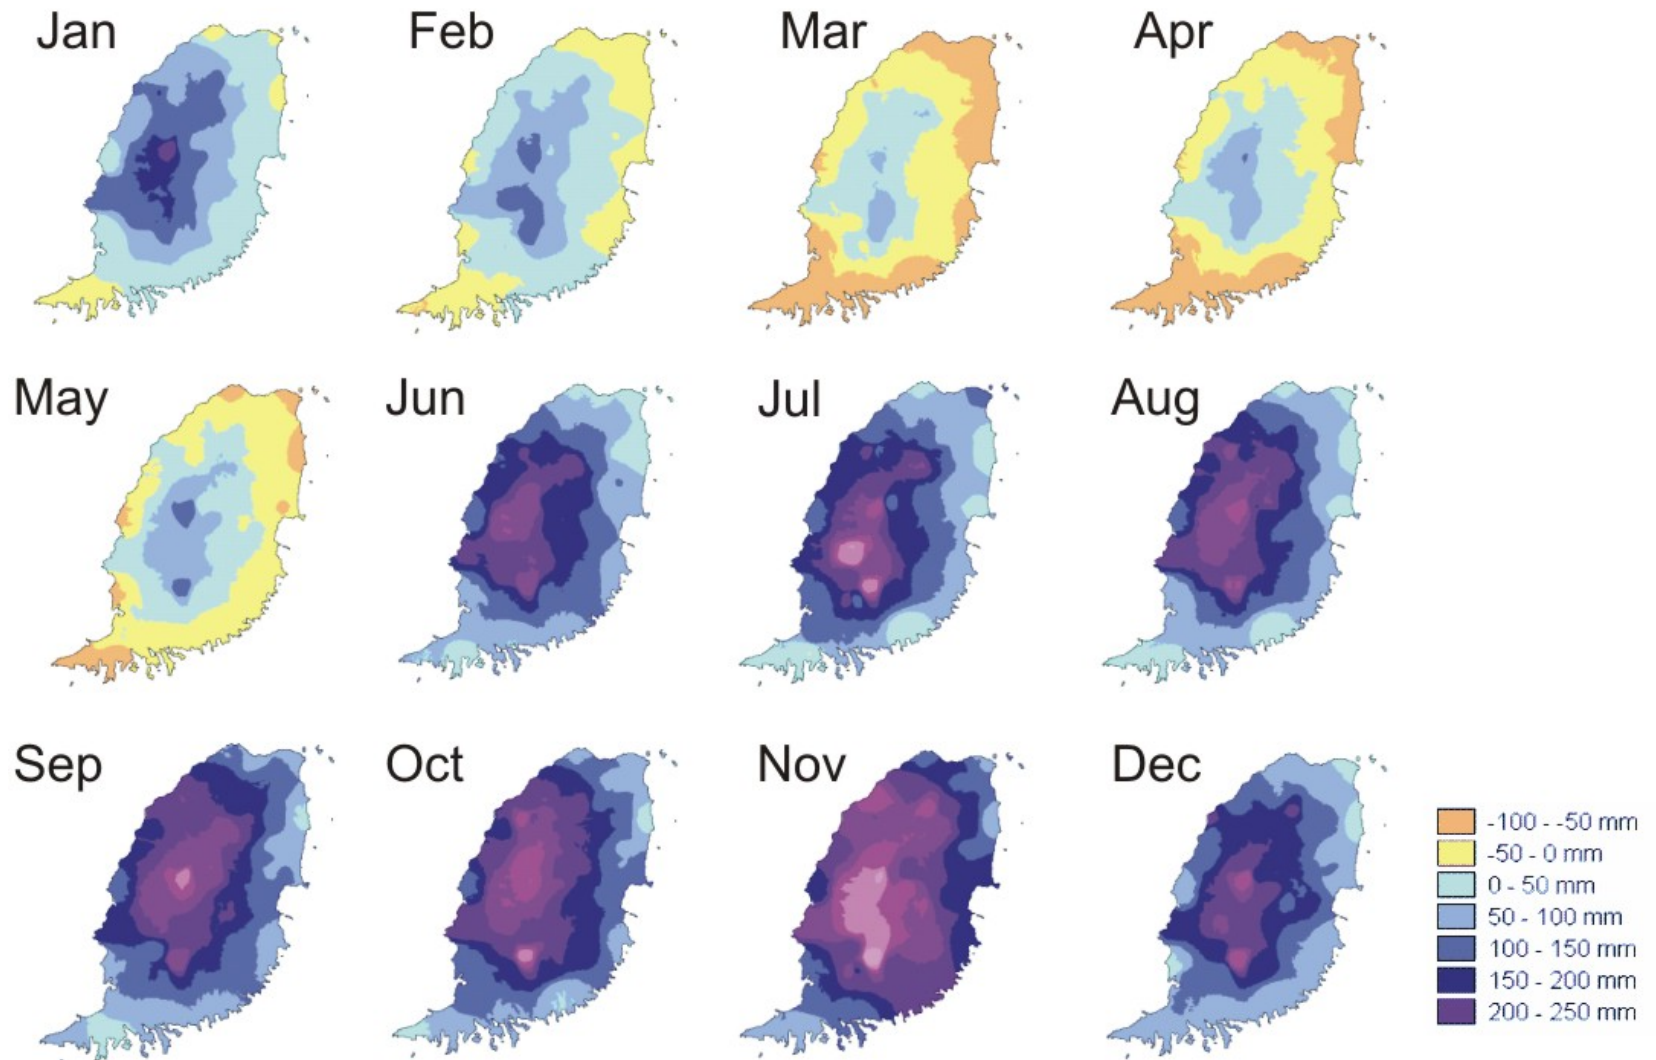 Jan
Feb
Mar
Apr
May
Jun
Jul
Aug
Sep
Oct
Nov
Dec
-100 - -50 mm
-50 - 0 mm
0 - 50 mm
50 - 100 mm
100 - 150 mm
150 - 200 mm
200 - 250 mm